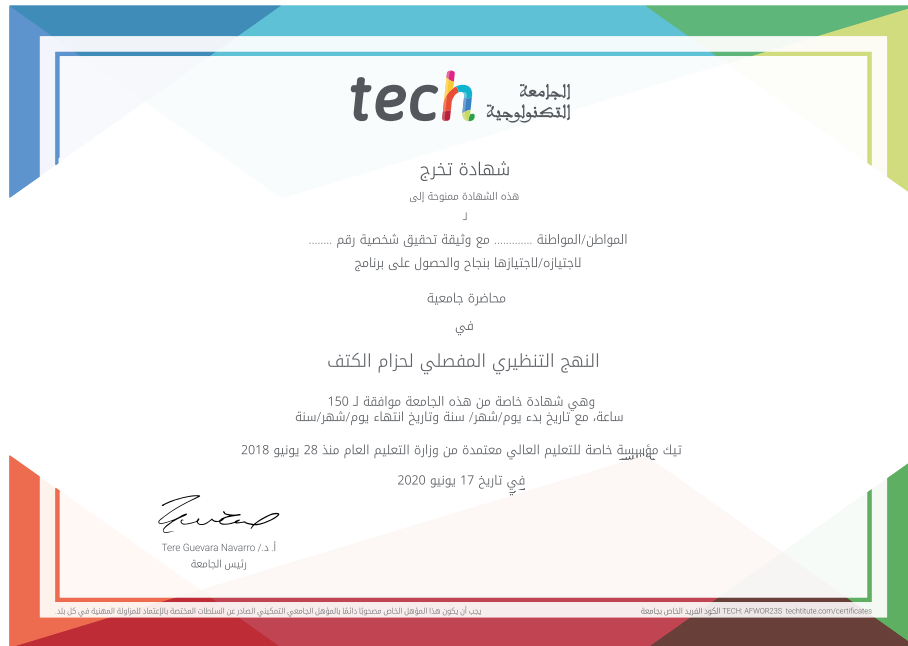 tech الجامعة
التكنولوجية
شهادة تخرج
هذه الشهادة ممنوحة إلى
لـ
المواطن/المواطنة ............ مع وثيقة تحقيق شخصية رقم ........
لاجتيازه/لاجتيازها بنجاح والحصول على برنامج
محاضرة جامعية
في
النهج التنظيري المفصلي لحزام الكتف
وهي شهادة خاصة من هذه الجامعة موافقة لـ 150
ساعة، مع تاريخ بدء يوم/شهر/ سنة وتاريخ انتهاء يوم/شهر/سنة
تيك مؤسسة خاصة للتعليم العالي معتمدة من وزارة التعليم العام منذ 28 يونيو 2018
في تاريخ 17 يونيو 2020
أ. د./ Tere Guevara Navarro
رئيس الجامعة
يجب أن يكون هذا المؤهل الخاص مصحوبًا دائمًا بالمؤهل الجامعي التمكيني الصادر عن السلطات المختصة بالإعتماد للمزاولة المهنية في كل بلد.
الكود الفريد الخاص بجامعة TECH: AFWOR23S techtitute.com/certificates